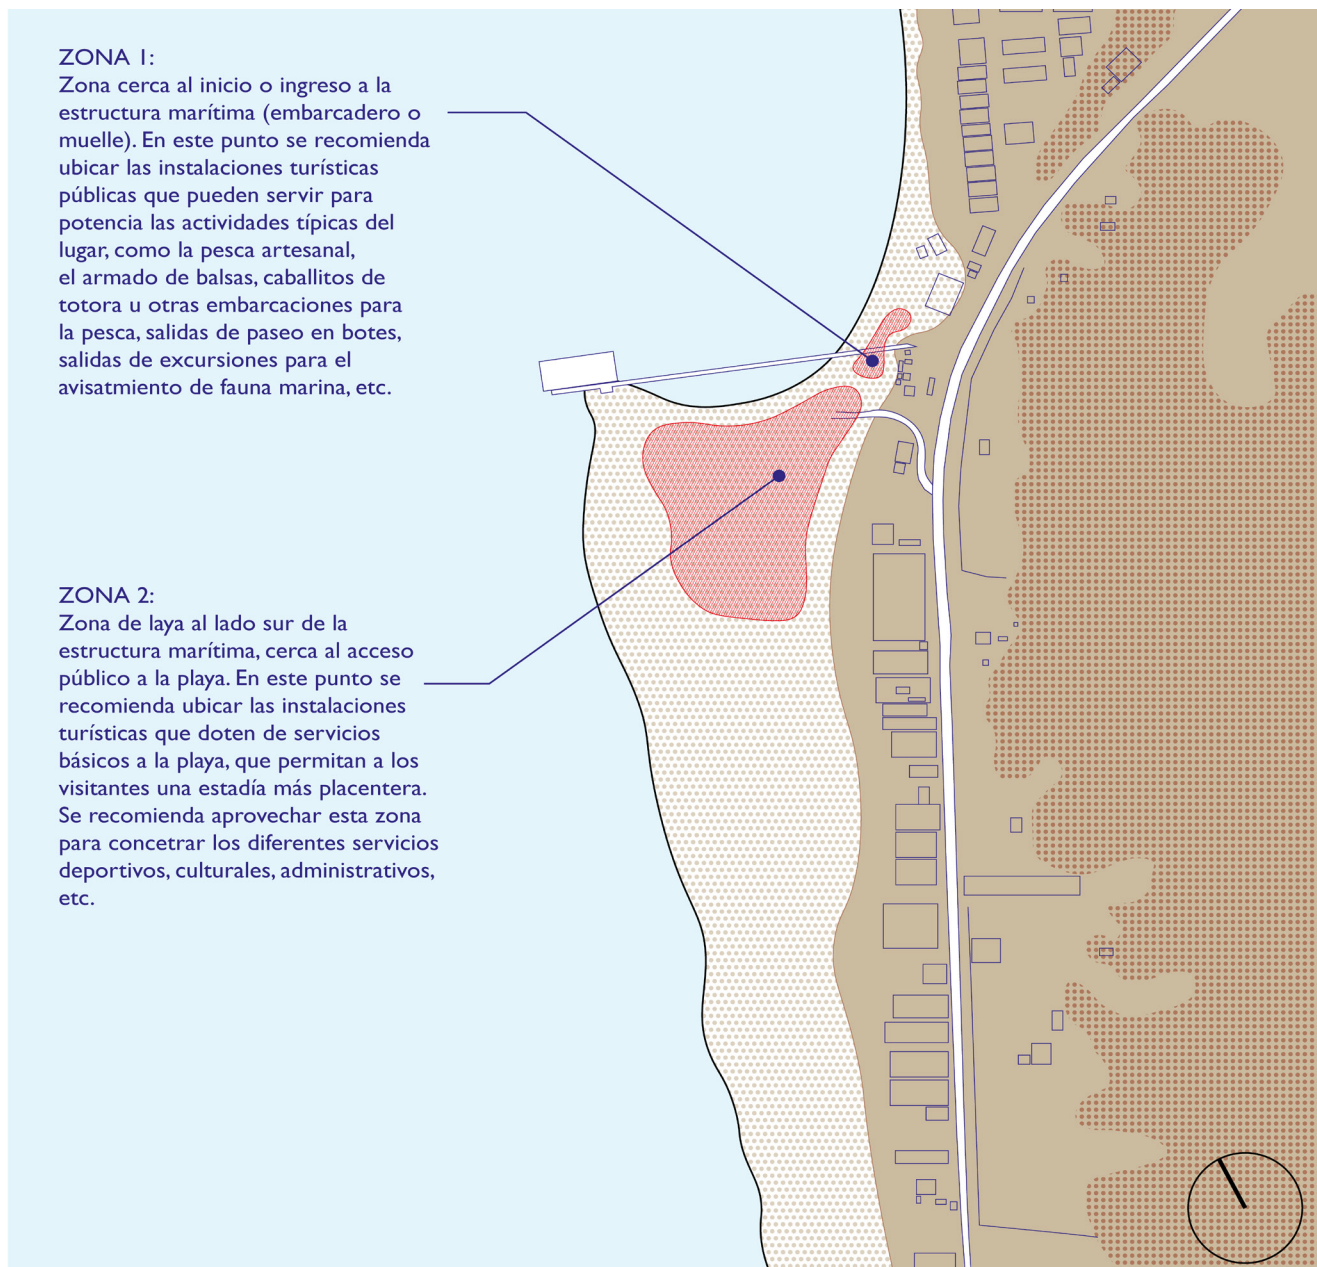 ZONA 1:
Zona cerca al inicio o ingreso a la
estructura marítima (embarcadero o
muelle). En este punto se recomienda
ubicar las instalaciones turísticas
públicas que pueden servir para
potencia las actividades típicas del
lugar, como la pesca artesanal,
el armado de balsas, caballitos de
totora u otras embarcaciones para
la pesca, salidas de paseo en botes,
salidas de excursiones para el
avisatmiento de fauna marina, etc.
ZONA 2:
Zona de laya al lado sur de la
estructura marítima, cerca al acceso
público a la playa. En este punto se
recomienda ubicar las instalaciones
turísticas que doten de servicios
básicos a la playa, que permitan a los
visitantes una estadía más placentera.
Se recomienda aprovechar esta zona
para concetrar los diferentes servicios
deportivos, culturales, administrativos,
etc.